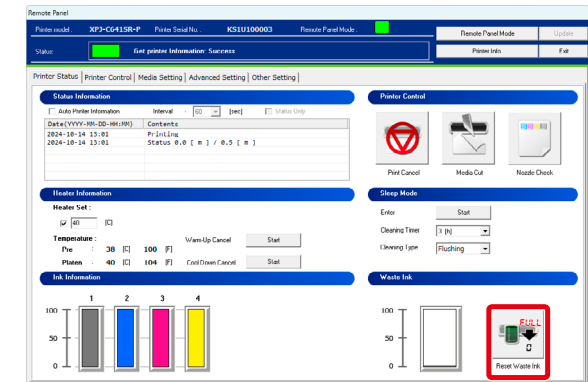 Remote Panel
Printer model : XPJ-C641SR-P Printer Serial No. : K51U100003 Remote Panel Mode :
Remote Panel Mode Update
Status: Get printer Information: Success
Printer Info. Exit
Printer Status Printer Control Media Setting Advanced Setting Other Setting
Status Information
Auto Printer Information Interval : 60 [sec] Status Only
Date(YYYY-MM-DD-HH:MM) Contents
2024-10-14 13:01 Printing
2024-10-14 13:01 Status 0.0 [ m ] / 0.5 [ m ]
Printer Control
Print Cancel Media Cut Nozzle Check
Heater Information
Heater Set :
40 [C]
Temperature :
Pre : 38 [C] 100 [F]
Platen : 40 [C] 104 [F]
Warm-Up Cancel Start
Cool Down Cancel Start
Sleep Mode
Enter Start
Cleaning Timer [h]
Cleaning Type Flushing
Ink Information
1 2 3 4
100
50
0
Waste Ink
100
50
0
FULL
0
Reset Waste Ink